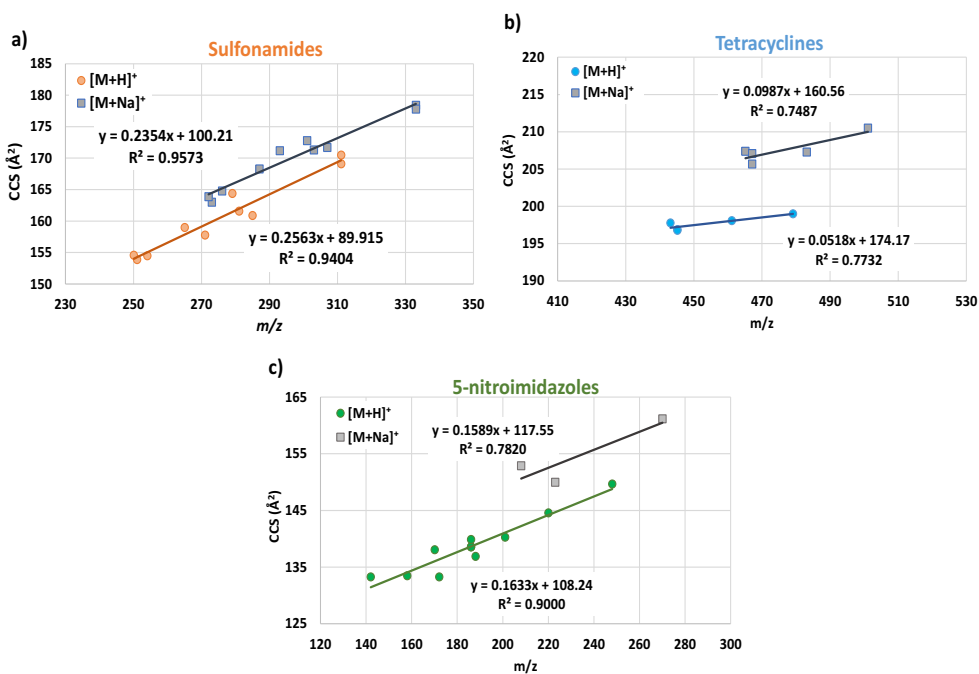 a)
Sulfonamides
185
180
175
170
165
160
155
150
230
250
270
290
310
330
350
CCS (Å²)
m/z
[M+H]⁺
[M+Na]⁺
y = 0.2354x + 100.21
R² = 0.9573
y = 0.2563x + 89.915
R² = 0.9404
b)
Tetracyclines
220
215
210
205
200
195
190
410
430
450
470
490
510
530
CCS (Å²)
m/z
[M+H]⁺
[M+Na]⁺
y = 0.0987x + 160.56
R² = 0.7487
y = 0.0518x + 174.17
R² = 0.7732
c)
5-nitroimidazoles
165
155
145
135
125
120
140
160
180
200
220
240
260
280
300
CCS (Å²)
m/z
[M+H]⁺
[M+Na]⁺
y = 0.1589x + 117.55
R² = 0.7820
y = 0.1633x + 108.24
R² = 0.9000